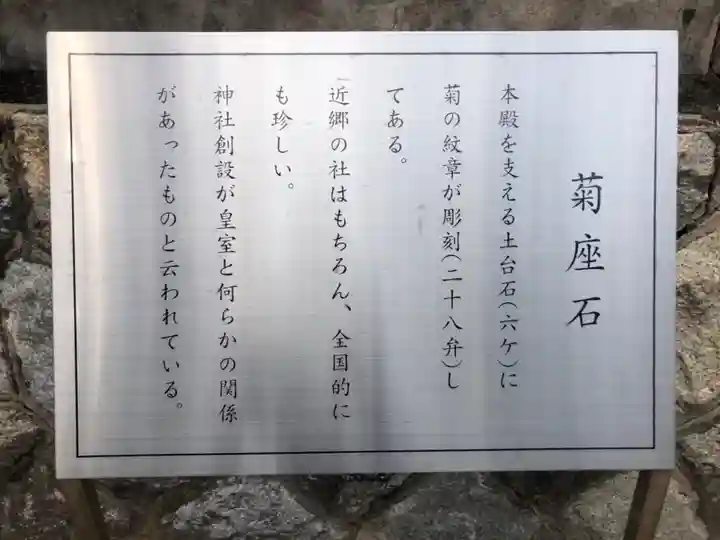 菊座石
本殿を支える土台石(六ケ)に
菊の紋章が彫刻(二十八弁)し
てある。
近郷の社はもちろん、全国的に
も珍しい。
神社創設が皇室と何らかの関係
があったものと云われている。